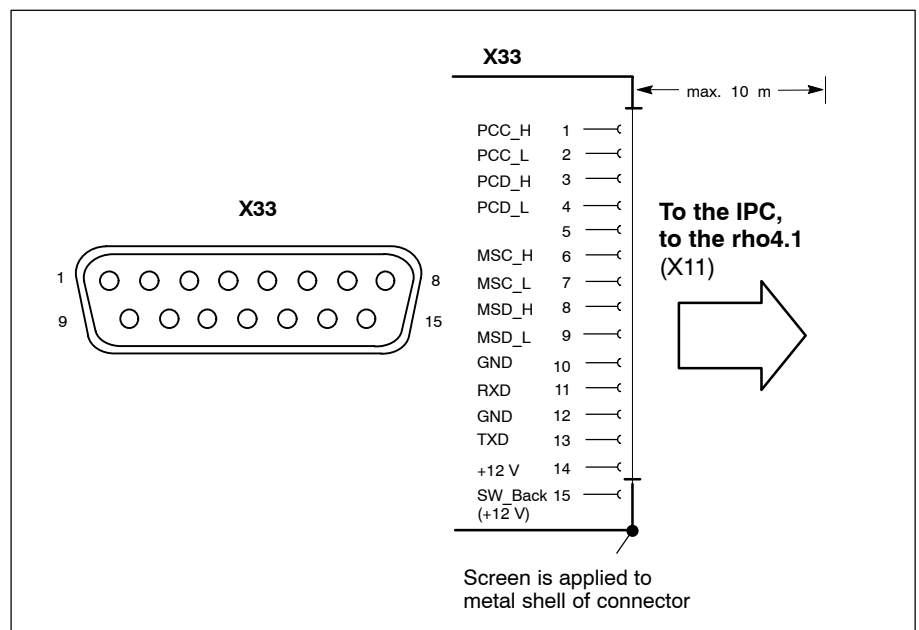 X33
max. 10 m
PCC_H 1
PCC_L 2
PCD_H 3
PCD_L 4
5
MSC_H 6
MSC_L 7
MSD_H 8
MSD_L 9
GND 10
RXD 11
GND 12
TXD 13
+12 V 14
SW_Back 15
(+12 V)
X33
1
8
9
15
To the IPC,
to the rho4.1
(X11)
Screen is applied to
metal shell of connector